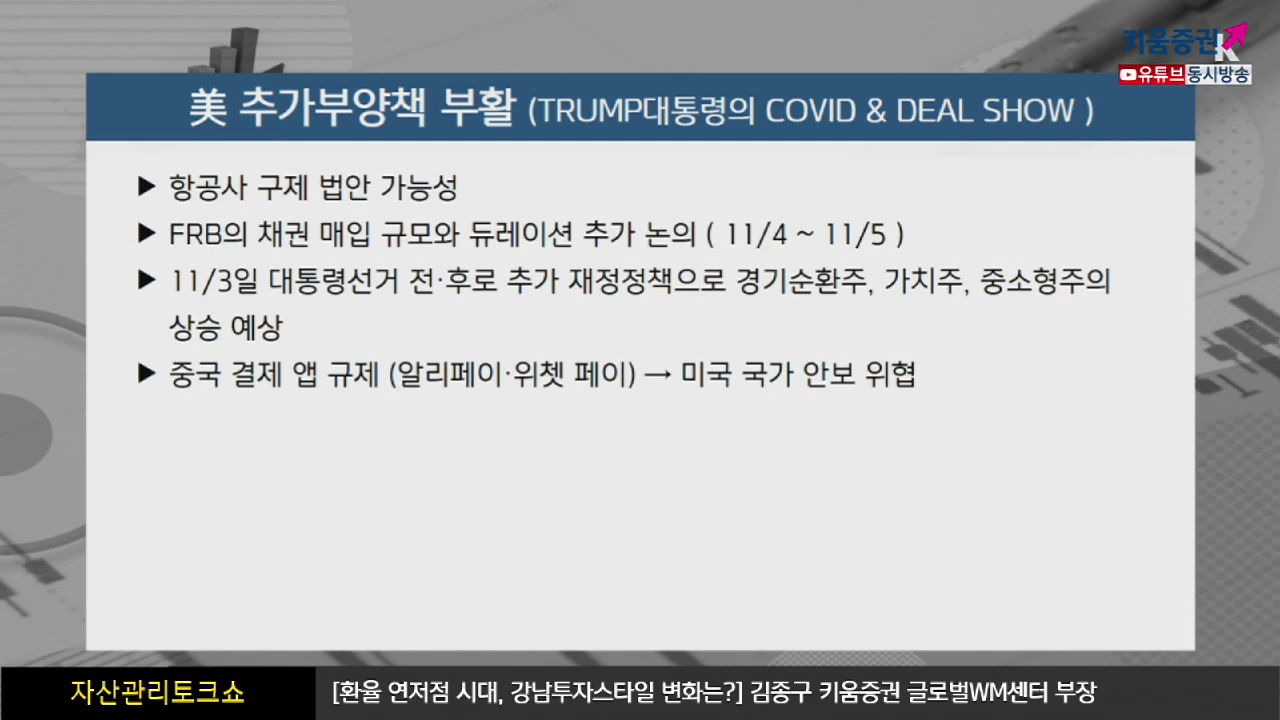 키움증권
유튜브동시방송
美 추가부양책 부활 (TRUMP대통령의 COVID & DEAL SHOW )
▶ 항공사 구제 법안 가능성
▶ FRB의 채권 매입 규모와 듀레이션 추가 논의 ( 11/4 ~ 11/5 )
▶ 11/3일 대통령선거 전·후로 추가 재정정책으로 경기순환주, 가치주, 중소형주의
상승 예상
▶ 중국 결제 앱 규제 (알리페이·위쳇 페이) → 미국 국가 안보 위협
자산관리토크쇼
[환율 연저점 시대, 강남투자스타일 변화는?] 김종구 키움증권 글로벌WM센터 부장